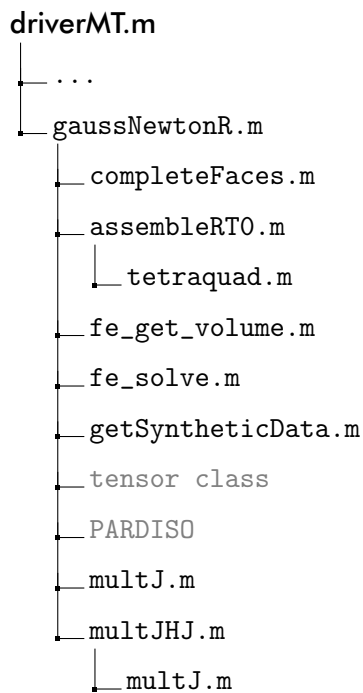 driverMT.m
...
gaussNewtonR.m
completeFaces.m
assembleRT0.m
tetraquad.m
fe_get_volume.m
fe_solve.m
getSyntheticData.m
tensor class
PARDISO
multJ.m
multJHJ.m
multJ.m